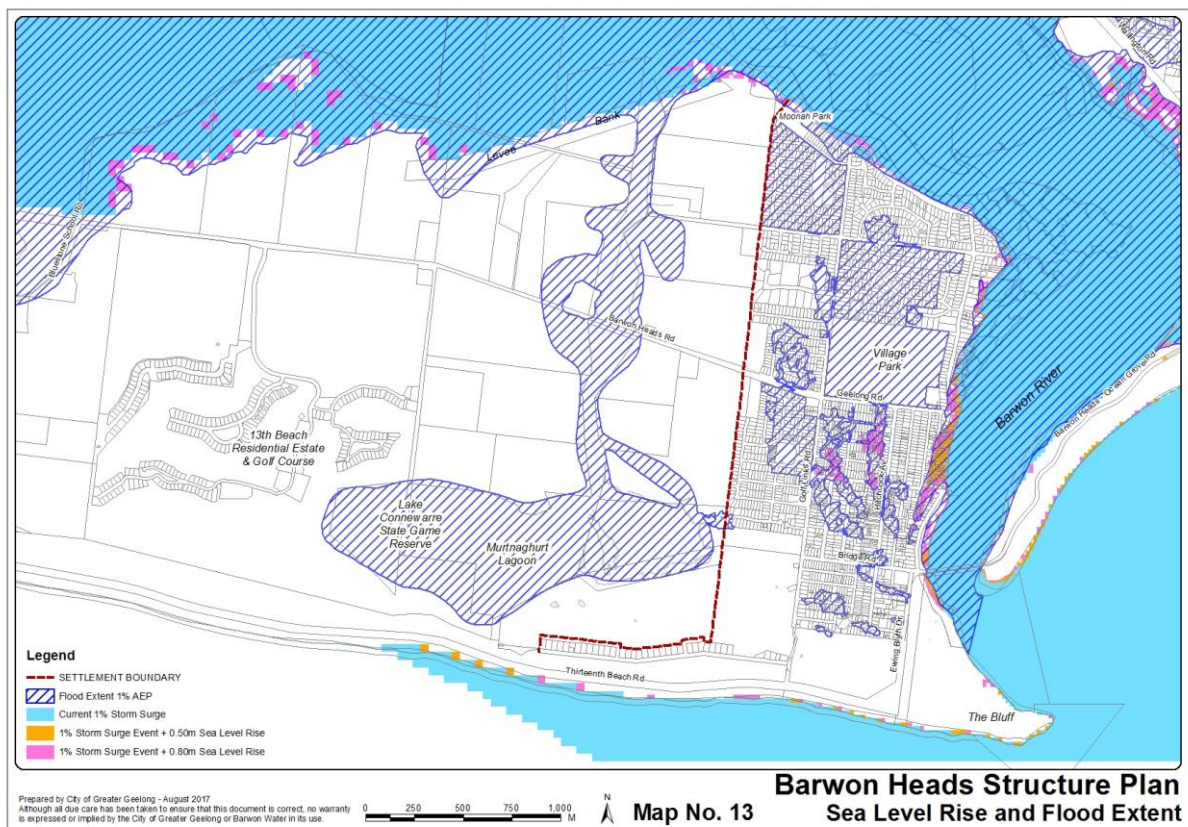 Wallington Rd
Moonah Park
Levee Bank
Bluestone School Rd
Barwon Heads Rd
Village
Park
Geelong Rd
Barwon River
Barwon Heads - Ocean Grove Rd
13th Beach
Residential Estate
& Golf Course
Golf Links Rd
Hitchcock Av
Lake
Connewarre
State Game
Reserve
Murtnaghurt
Lagoon
Bridge Rd
Ewing Blyth Dr
Thirteenth Beach Rd
The Bluff
Legend
SETTLEMENT BOUNDARY
Flood Extent 1% AEP
Current 1% Storm Surge
1% Storm Surge Event + 0.50m Sea Level Rise
1% Storm Surge Event + 0.80m Sea Level Rise
Prepared by City of Greater Geelong - August 2017
Although all due care has been taken to ensure that this document is correct, no warranty
is expressed or implied by the City of Greater Geelong or Barwon Water in its use.
0 250 500 750 1,000
M
N
Map No. 13
Barwon Heads Structure Plan
Sea Level Rise and Flood Extent